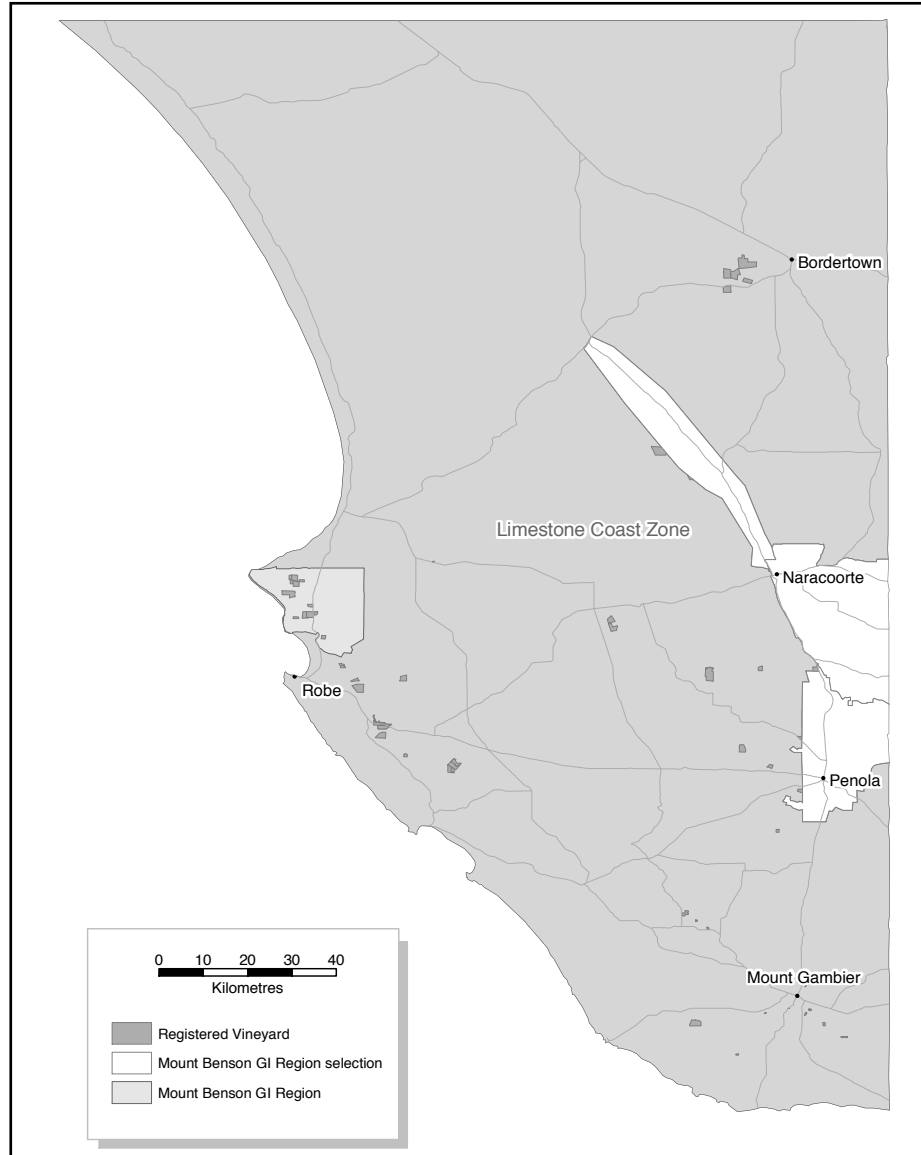 Bordertown
Limestone Coast Zone
Naracoorte
Robe
Penola
Mount Gambier
0 10 20 30 40
Kilometres
Registered Vineyard
Mount Benson GI Region selection
Mount Benson GI Region